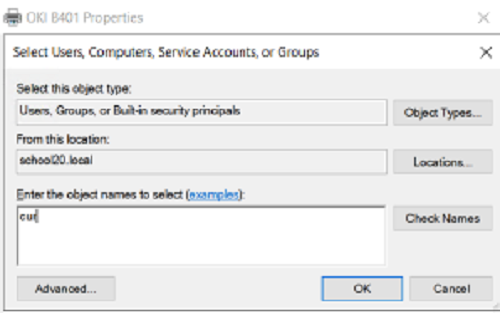 OKI B401 Properties
Select Users, Computers, Service Accounts, or Groups
Select this object type:
Users, Groups, or Built-in security principals
Object Types...
From this location:
school20.local
Locations...
Enter the object names to select (examples):
cur
Check Names
Advanced...
OK
Cancel